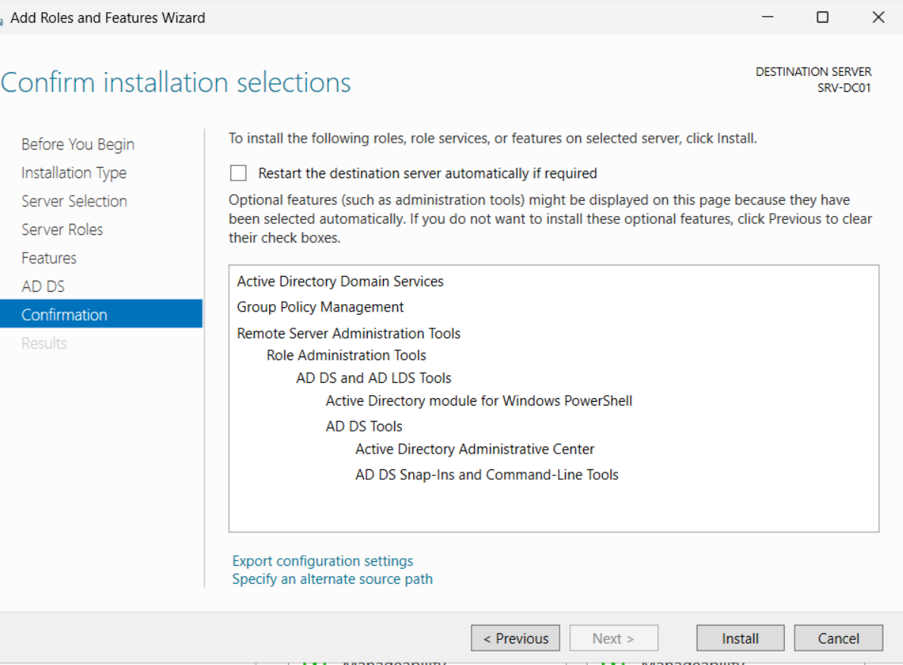 Add Roles and Features Wizard
Confirm installation selections
DESTINATION SERVER
SRV-DC01
Before You Begin
Installation Type
Server Selection
Server Roles
Features
AD DS
Confirmation
Results
To install the following roles, role services, or features on selected server, click Install.
Restart the destination server automatically if required
Optional features (such as administration tools) might be displayed on this page because they have
been selected automatically. If you do not want to install these optional features, click Previous to clear
their check boxes.
Active Directory Domain Services
Group Policy Management
Remote Server Administration Tools
Role Administration Tools
AD DS and AD LDS Tools
Active Directory module for Windows PowerShell
AD DS Tools
Active Directory Administrative Center
AD DS Snap-Ins and Command-Line Tools
Export configuration settings
Specify an alternate source path
< Previous
Next >
Install
Cancel
Manageability
Manageability